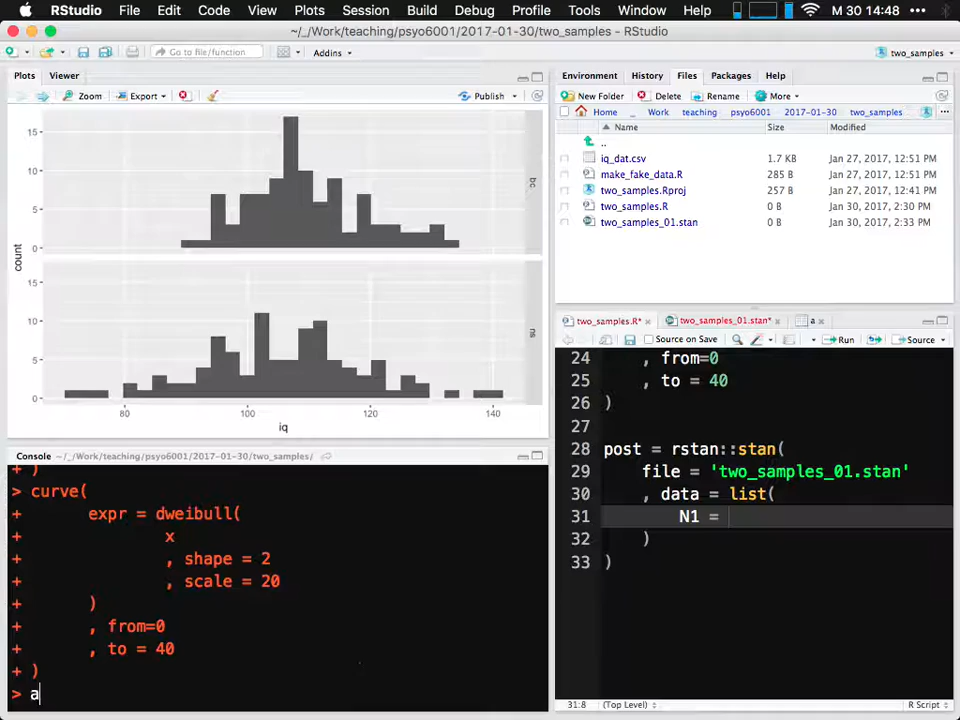 RStudio File Edit Code View Plots Session Build Debug Profile Tools Window Help M 30 14:48
~/_/Work/teaching/psyo6001/2017-01-30/two_samples - RStudio
Go to file/function Addins two_samples
Plots Viewer
Zoom Export Publish
15
10
5
0
bc
15
10
5
0
ns
count
80 100 120 140
iq
Environment History Files Packages Help
New Folder Delete Rename More
Home _ Work teaching psyo6001 2017-01-30 two_samples ...
Name Size Modified
..
iq_dat.csv 1.7 KB Jan 27, 2017, 12:51 PM
make_fake_data.R 285 B Jan 27, 2017, 12:51 PM
two_samples.Rproj 257 B Jan 27, 2017, 12:41 PM
two_samples.R 0 B Jan 30, 2017, 2:30 PM
two_samples_01.stan 0 B Jan 30, 2017, 2:33 PM
Console ~/_/Work/teaching/psyo6001/2017-01-30/two_samples/
+ )
> curve(
+ expr = dweibull(
+ x
+ , shape = 2
+ , scale = 20
+ )
+ , from=0
+ , to = 40
+ )
> a
two_samples.R* two_samples_01.stan* a
Source on Save Run Source
24 , from=0
25 , to = 40
26 )
27
28 post = rstan::stan(
29 file = 'two_samples_01.stan'
30 , data = list(
31 N1 =
32 )
33 )
31:8 (Top Level) R Script